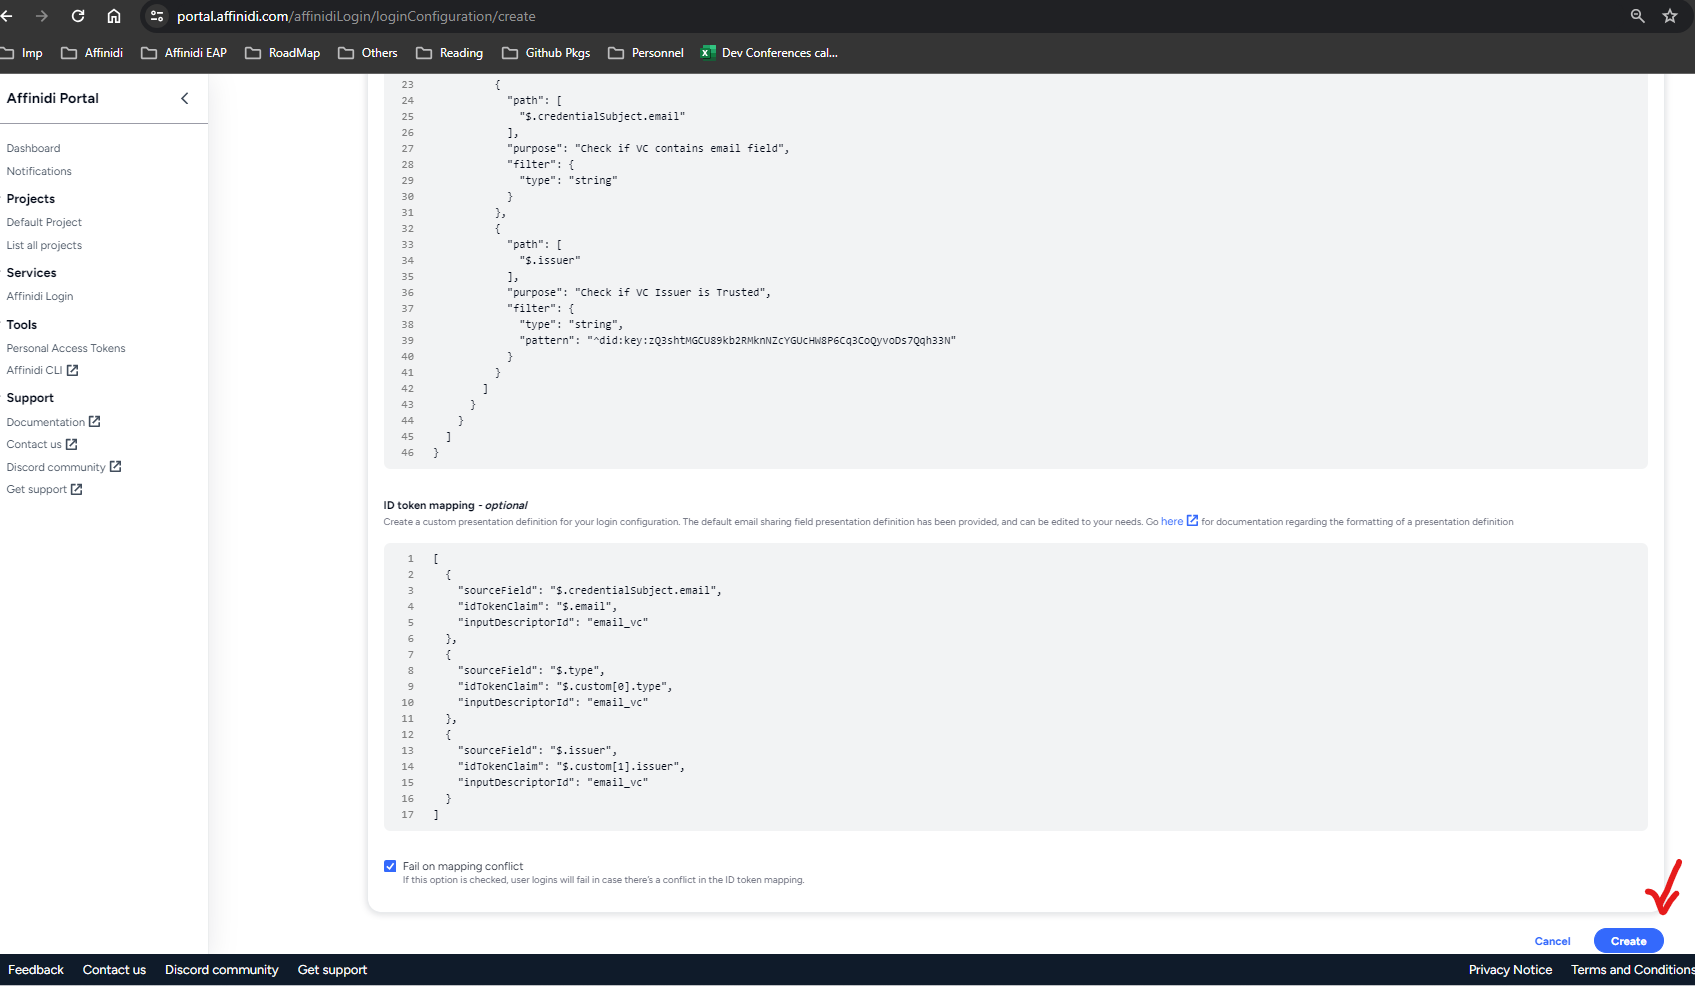 portal.affinidi.com/affinidiLogin/loginConfiguration/create
Imp
Affinidi
Affinidi EAP
RoadMap
Others
Reading
Github Pkgs
Personnel
Dev Conferences cal...
Affinidi Portal
Dashboard
Notifications
Projects
Default Project
List all projects
Services
Affinidi Login
Tools
Personal Access Tokens
Affinidi CLI
Support
Documentation
Contact us
Discord community
Get support
23 {
24 "path": [
25 "$.credentialSubject.email"
26 ],
27 "purpose": "Check if VC contains email field",
28 "filter": {
29 "type": "string"
30 }
31 },
32 {
33 "path": [
34 "$.issuer"
35 ],
36 "purpose": "Check if VC Issuer is Trusted",
37 "filter": {
38 "type": "string",
39 "pattern": "^did:key:zQ3shtMGCU89kb2RMknNZcYGUcHW8P6Cq3CoQyvoDs7Qqh33N"
40 }
41 }
42 ]
43 }
44 }
45 ]
46 }
ID token mapping - optional
Create a custom presentation definition for your login configuration. The default email sharing field presentation definition has been provided, and can be edited to your needs. Go here for documentation regarding the formatting of a presentation definition
1 [
2 {
3 "sourceField": "$.credentialSubject.email",
4 "idTokenClaim": "$.email",
5 "inputDescriptorId": "email_vc"
6 },
7 {
8 "sourceField": "$.type",
9 "idTokenClaim": "$.custom[0].type",
10 "inputDescriptorId": "email_vc"
11 },
12 {
13 "sourceField": "$.issuer",
14 "idTokenClaim": "$.custom[1].issuer",
15 "inputDescriptorId": "email_vc"
16 }
17 ]
Fail on mapping conflict
If this option is checked, user logins will fail in case there's a conflict in the ID token mapping.
Cancel
Create
Feedback
Contact us
Discord community
Get support
Privacy Notice
Terms and Conditions